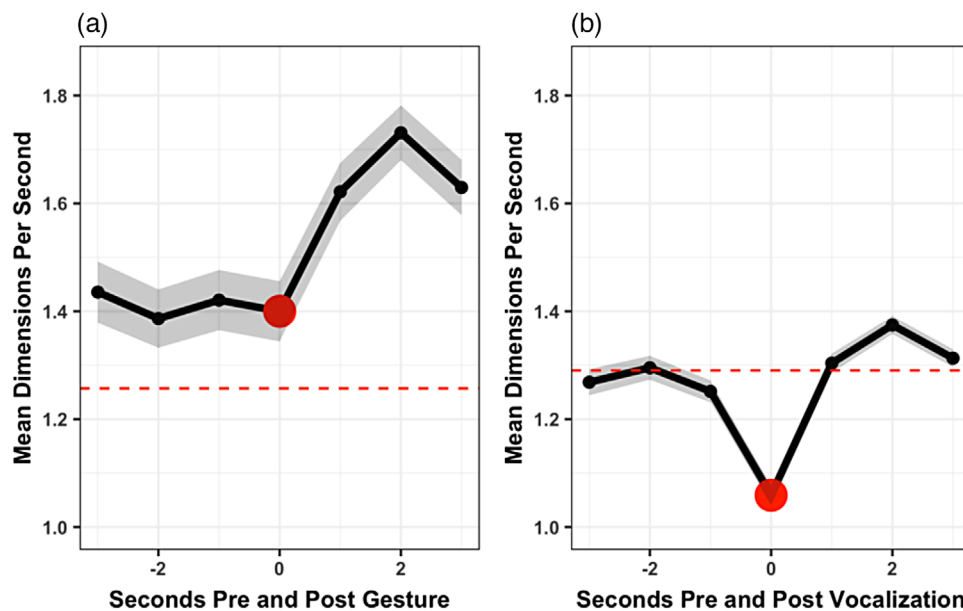 (a)
Mean Dimensions Per Second
1.8
1.6
1.4
1.2
1.0
-2 0 2
Seconds Pre and Post Gesture
(b)
Mean Dimensions Per Second
1.8
1.6
1.4
1.2
1.0
-2 0 2
Seconds Pre and Post Vocalization